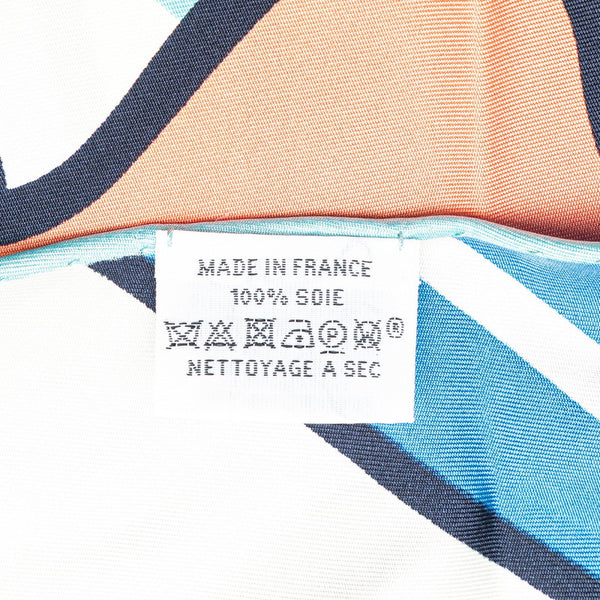 MADE IN FRANCE
100% SOIE
P W ®
NETTOYAGE A SEC